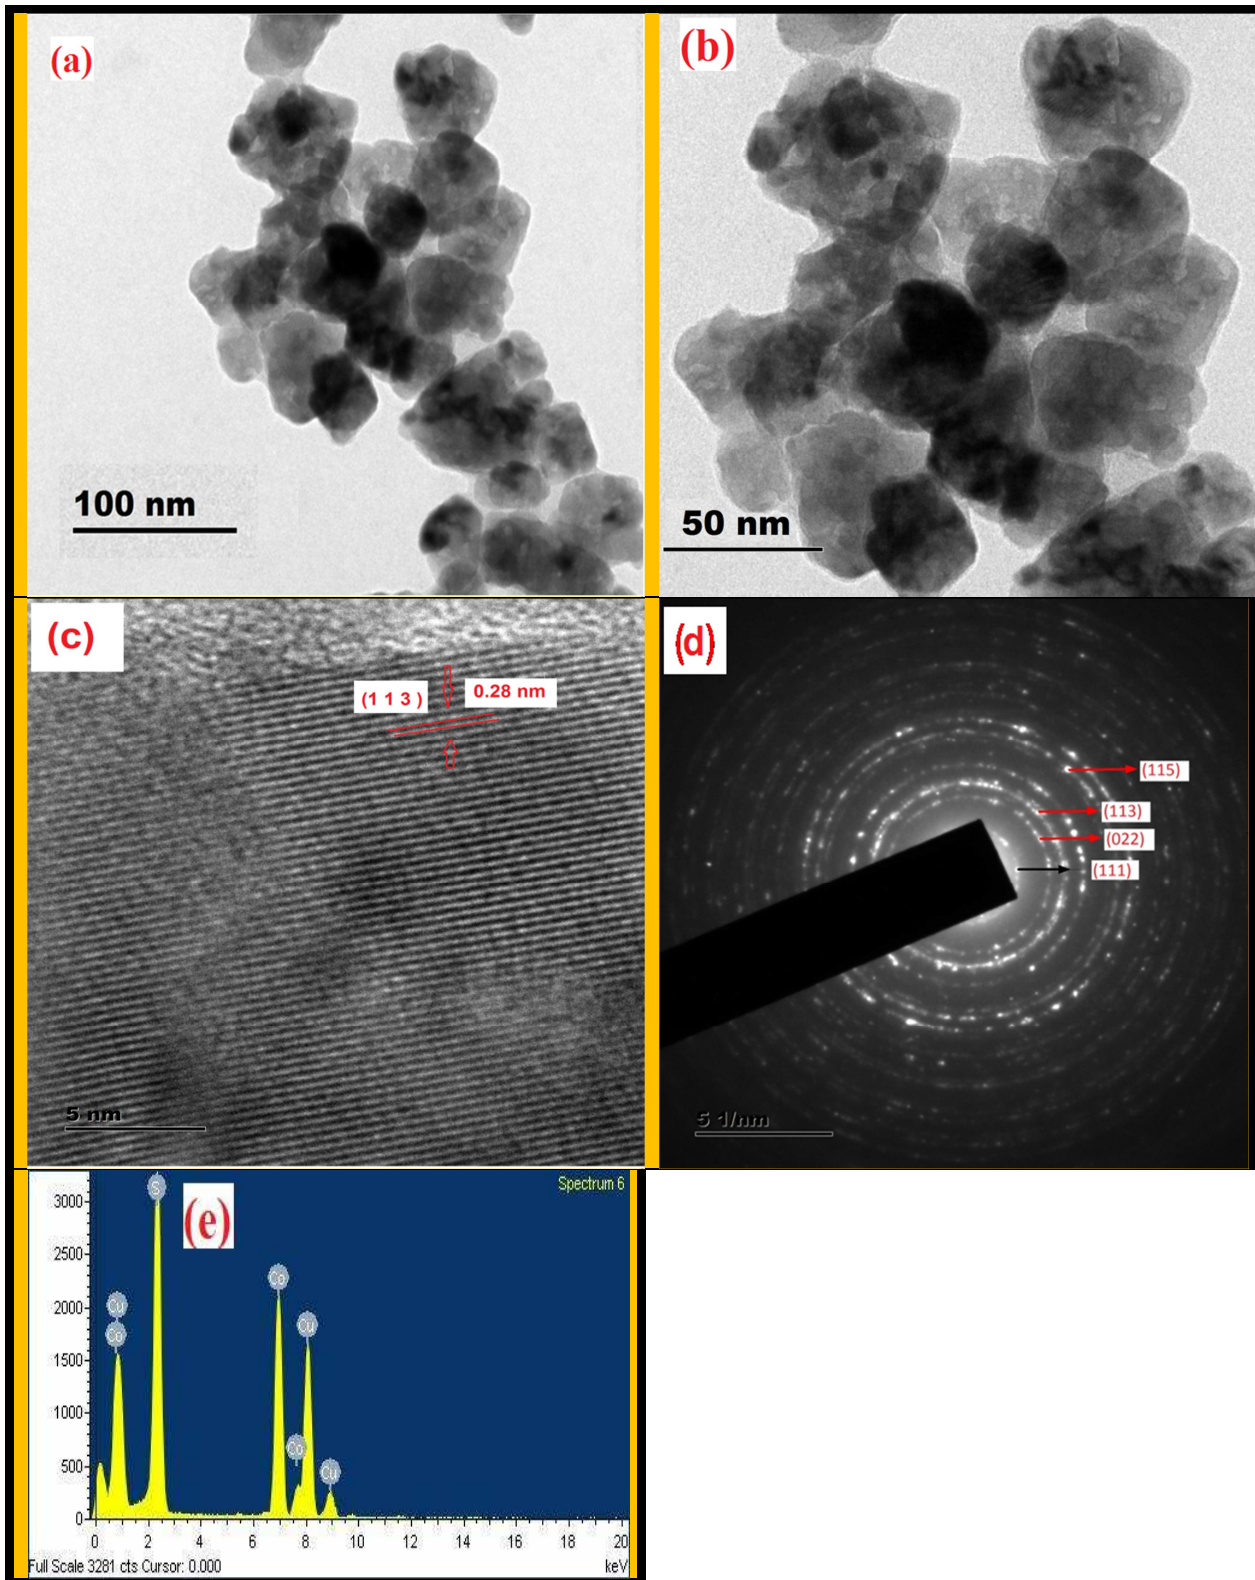 (a)
100 nm
(b)
50 nm
(c)
(1 1 3 )
0.28 nm
5 nm
(d)
(115)
(113)
(022)
(111)
5 1/nm
(e)
Spectrum 6
S
Cu
Co
Co
Cu
Co
Cu
3000
2500
2000
1500
1000
500
0
0 2 4 6 8 10 12 14 16 18 20
Full Scale 3281 cts Cursor: 0.000 keV